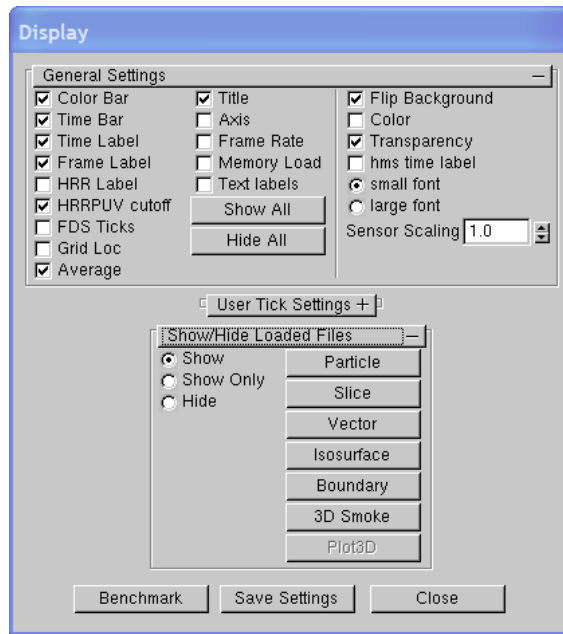 Display
General Settings
Color Bar
Time Bar
Time Label
Frame Label
HRR Label
HRRPUV cutoff
FDS Ticks
Grid Loc
Average
Title
Axis
Frame Rate
Memory Load
Text labels
Show All
Hide All
Flip Background
Color
Transparency
hms time label
small font
large font
Sensor Scaling 1.0
User Tick Settings +
Show/Hide Loaded Files
Show
Show Only
Hide
Particle
Slice
Vector
Isosurface
Boundary
3D Smoke
Plot3D
Benchmark
Save Settings
Close